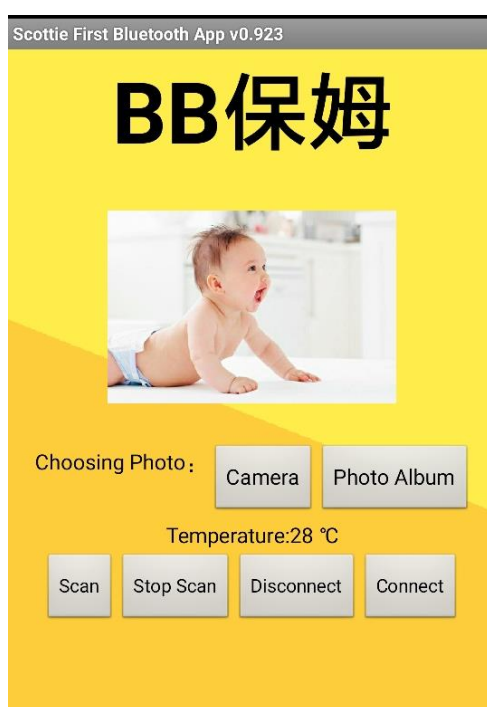 Scottie First Bluetooth App v0.923
BB保姆
Choosing Photo：
Camera
Photo Album
Temperature:28 ℃
Scan
Stop Scan
Disconnect
Connect